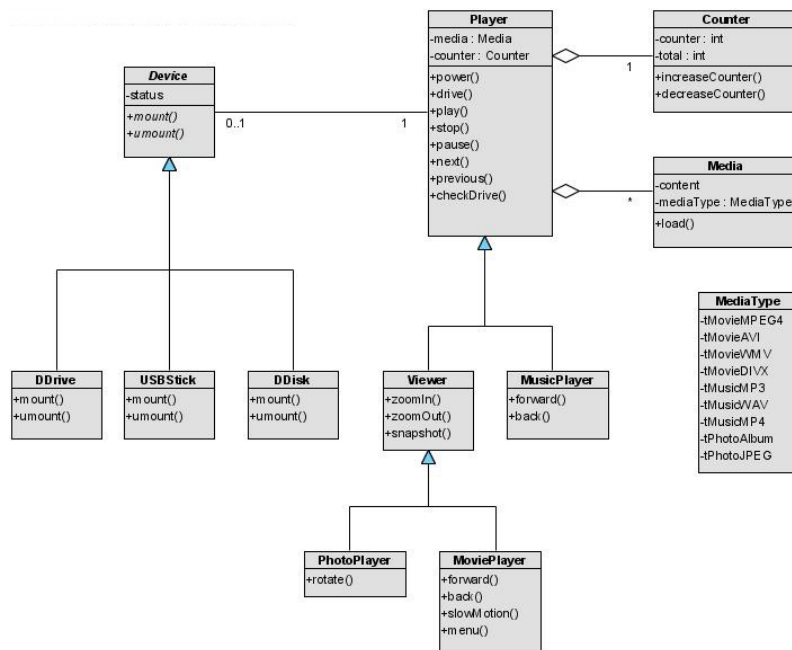 Player
-media : Media
-counter : Counter
+power()
+drive()
+play()
+stop()
+pause()
+next()
+previous()
+checkDrive()
Counter
-counter : int
-total : int
+increaseCounter()
+decreaseCounter()
1
Device
-status
+mount()
+umount()
0..1
1
Media
-content
-mediaType : MediaType
+load()
*
MediaType
-tMovieMPEG4
-tMovieAVI
-tMovieWMV
-tMovieDIVX
-tMusicMP3
-tMusicWAV
-tMusicMP4
-tPhotoAlbum
-tPhotoJPEG
DDrive
+mount()
+umount()
USBStick
+mount()
+umount()
DDisk
+mount()
+umount()
Viewer
+zoomIn()
+zoomOut()
+snapshot()
MusicPlayer
+forward()
+back()
PhotoPlayer
+rotate()
MoviePlayer
+forward()
+back()
+slowMotion()
+menu()